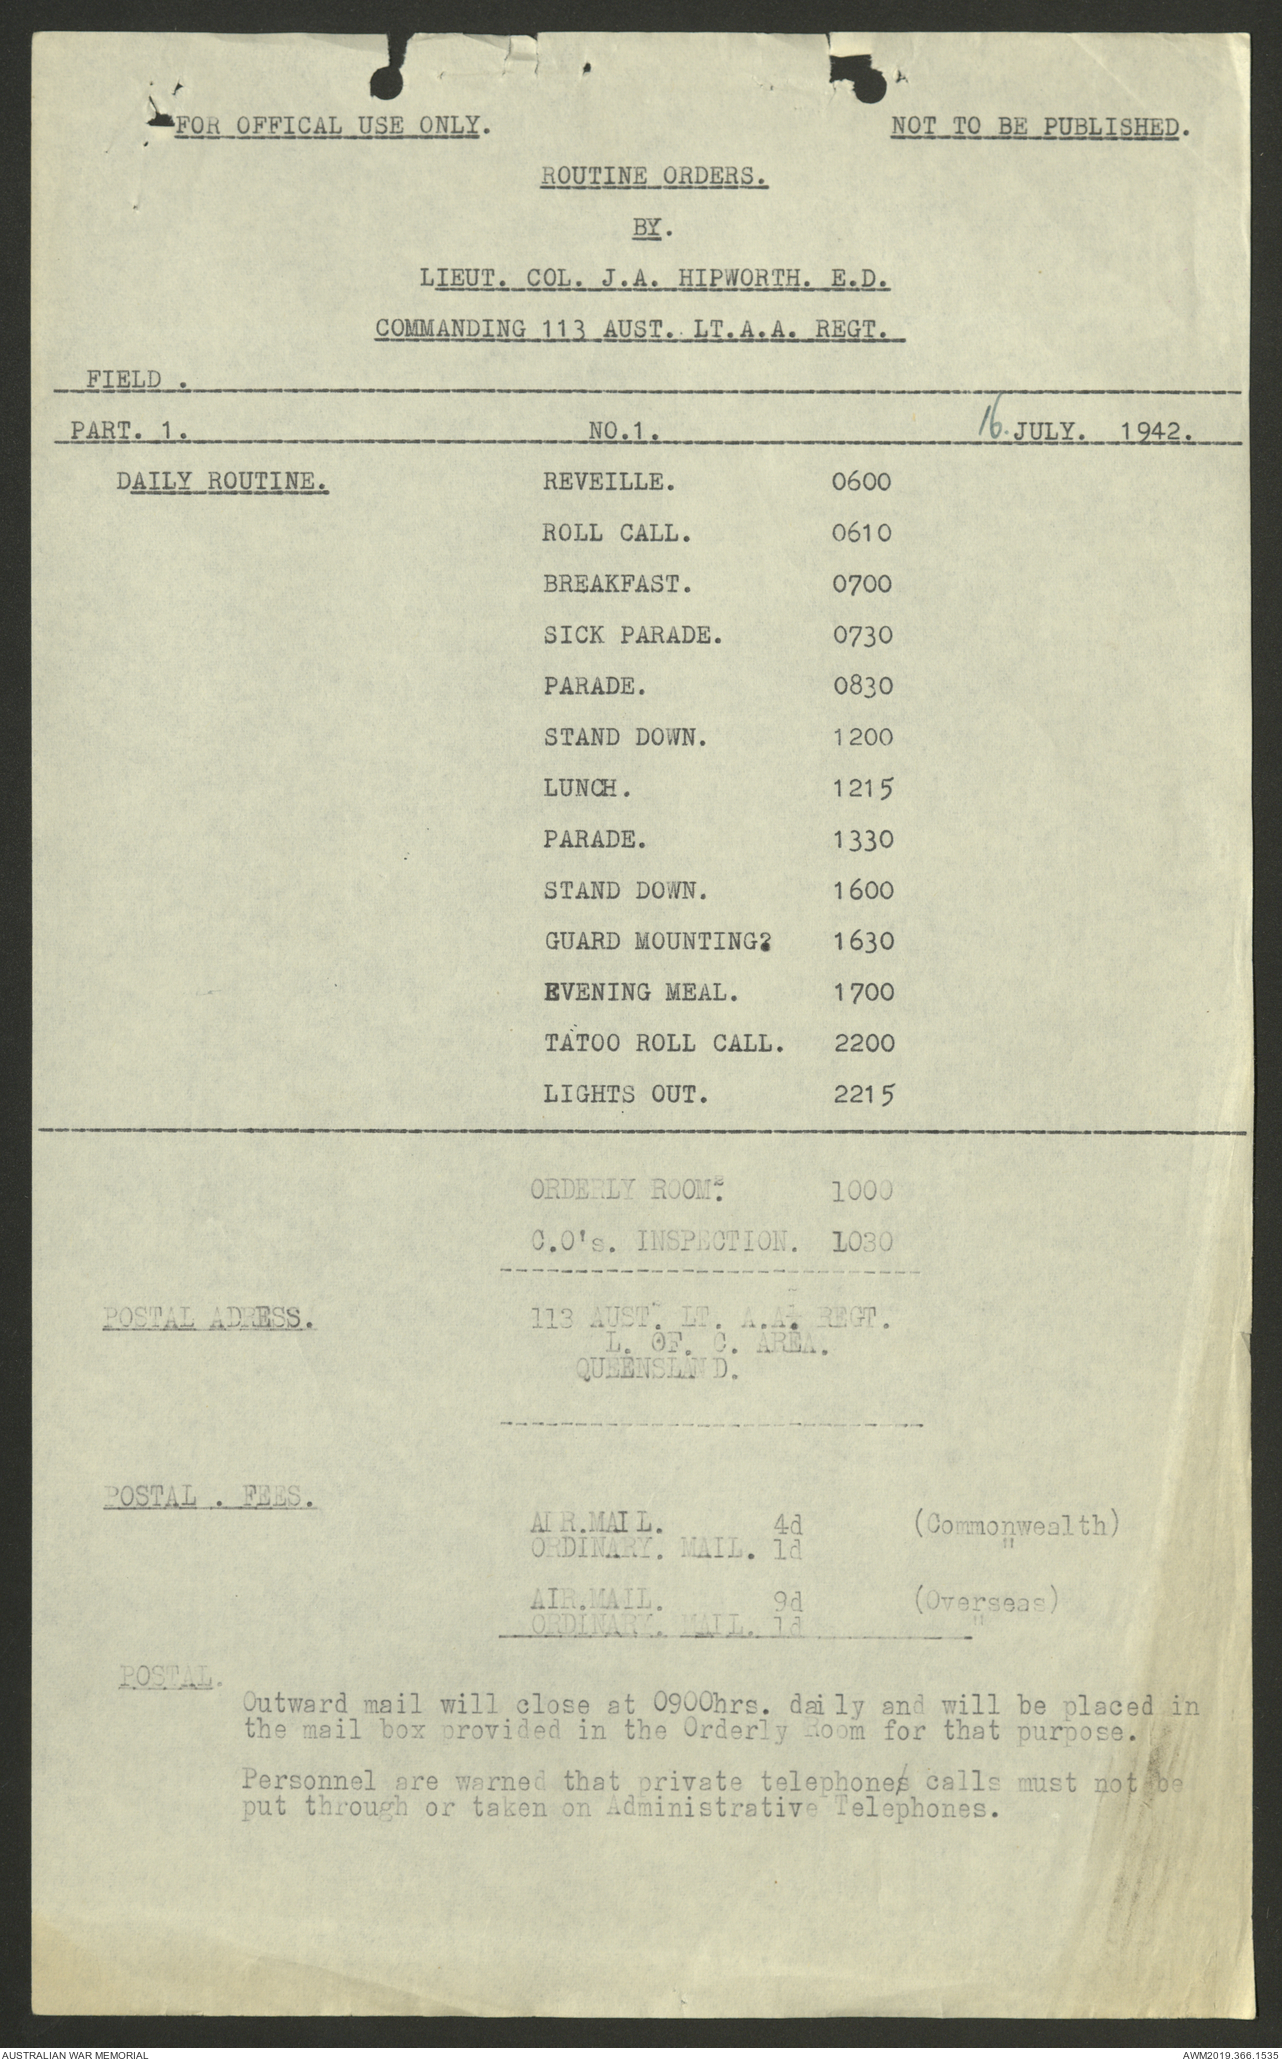 FOR OFFICAL USE ONLY. NOT TO BE PUBLISHED.
ROUTINE ORDERS.
BY.
LIEUT. COL. J.A. HIPWORTH. E.D.
COMMANDING 113 AUST. LT.A.A. REGT.
FIELD .
PART. 1. NO.1. 16. JULY. 1942.
DAILY ROUTINE. REVEILLE. 0600
ROLL CALL. 0610
BREAKFAST. 0700
SICK PARADE. 0730
PARADE. 0830
STAND DOWN. 1200
LUNCH. 1215
PARADE. 1330
STAND DOWN. 1600
GUARD MOUNTING? 1630
EVENING MEAL. 1700
TATOO ROLL CALL. 2200
LIGHTS OUT. 2215
ORDERLY ROOM. 1000
C.O's. INSPECTION. 1030
POSTAL ADRESS. 113 AUST. LT. A.A. REGT.
L. OF. C. AREA.
QUEENSLAND.
POSTAL . FEES.
AIR.MAIL. 4d (Commonwealth)
ORDINARY. MAIL. 1d "
AIR.MAIL. 9d (Overseas)
ORDINARY. MAIL. 1d "
POSTAL.
Outward mail will close at 0900hrs. daily and will be placed in
the mail box provided in the Orderly Room for that purpose.
Personnel are warned that private telephones calls must not be
put through or taken on Administrative Telephones.
AUSTRALIAN WAR MEMORIAL AWM2019.366.1535